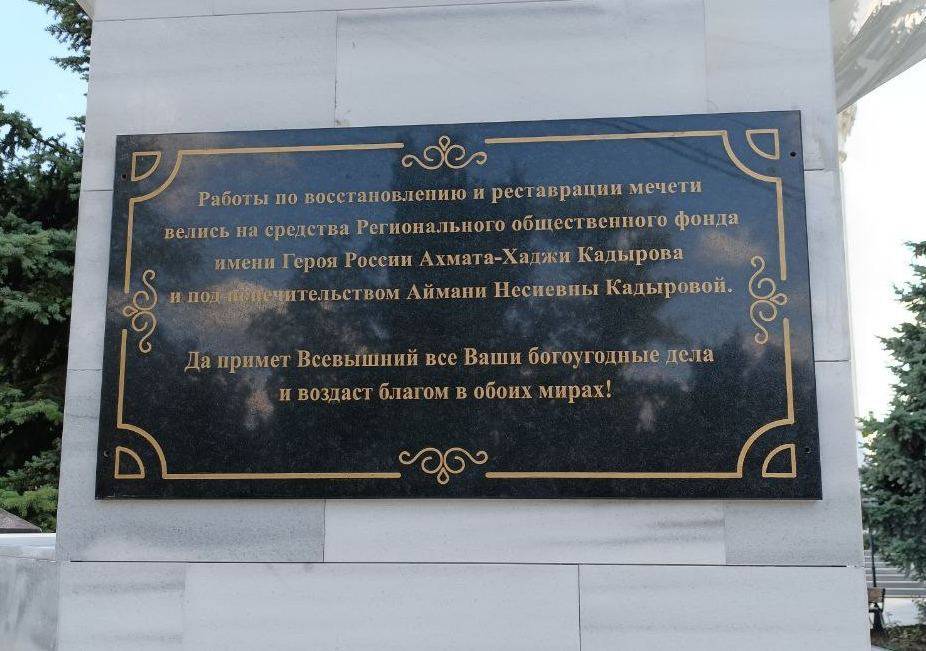 Работы по восстановлению и реставрации мечети
велись на средства Регионального общественного фонда
имени Героя России Ахмата-Хаджи Кадырова
и под попечительством Аймани Несиевны Кадыровой.
Да примет Всевышний все Ваши богоугодные дела
и воздаст благом в обоих мирах!